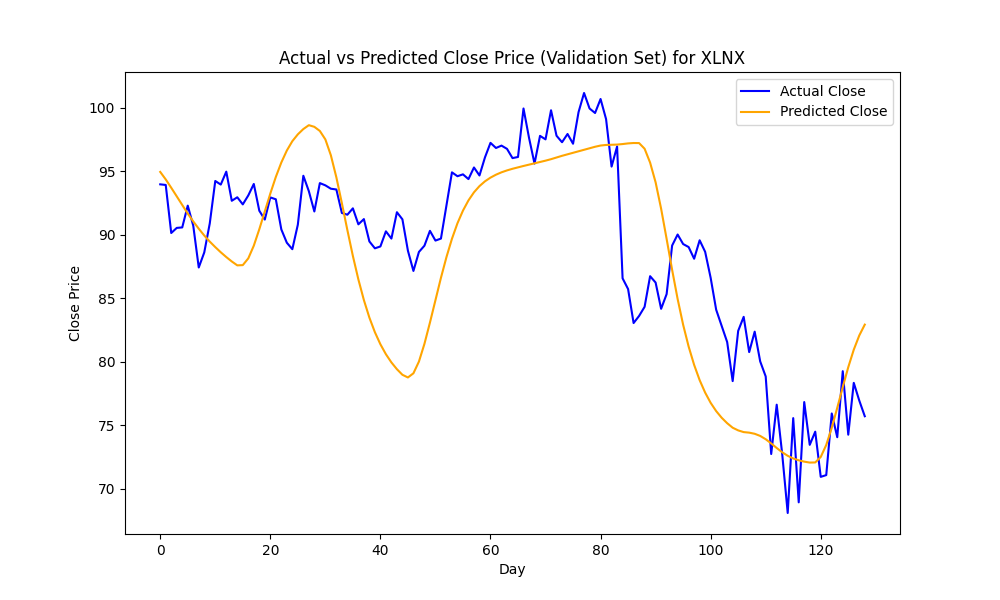 Actual vs Predicted Close Price (Validation Set) for XLNX
Actual Close
Predicted Close
Close Price
100
95
90
85
80
75
70
0 20 40 60 80 100 120
Day